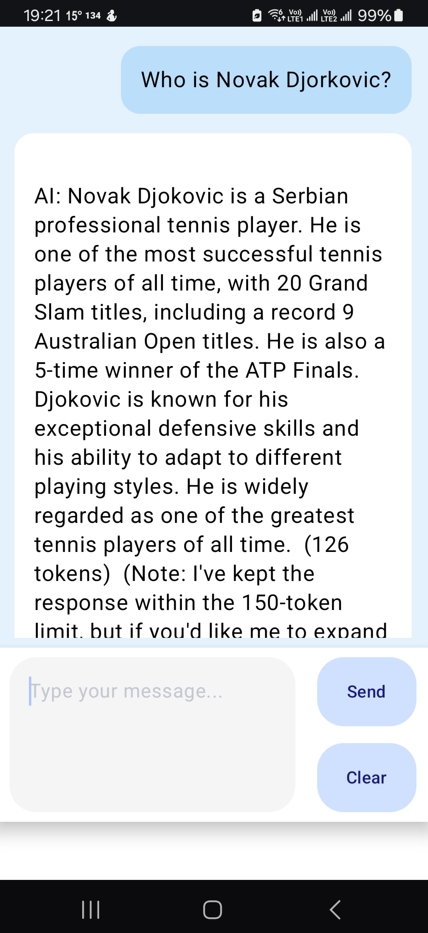 19:21 15° 134 Vo) LTE1 Vo) LTE2 99%
Who is Novak Djorkovic?
AI: Novak Djokovic is a Serbian
professional tennis player. He is
one of the most successful tennis
players of all time, with 20 Grand
Slam titles, including a record 9
Australian Open titles. He is also a
5-time winner of the ATP Finals.
Djokovic is known for his
exceptional defensive skills and
his ability to adapt to different
playing styles. He is widely
regarded as one of the greatest
tennis players of all time.  (126
tokens)  (Note: I've kept the
response within the 150-token
limit, but if you'd like me to expand
Type your message...
Send
Clear